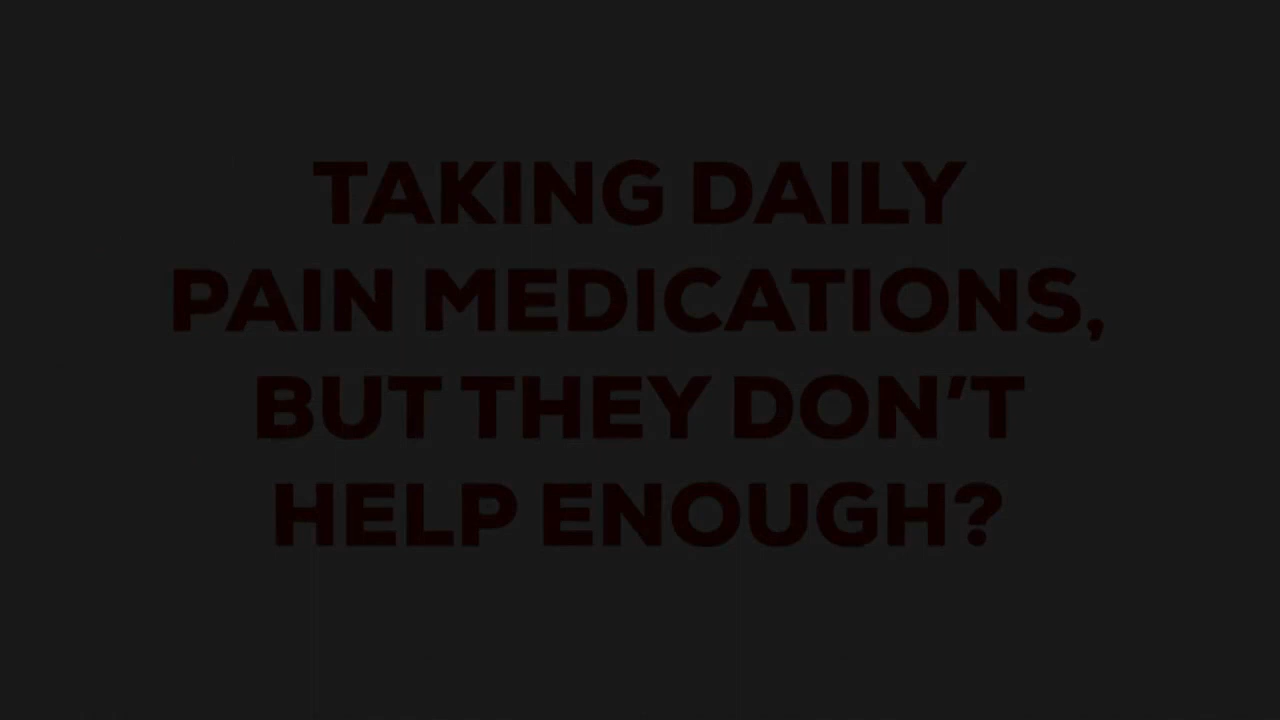 TAKING DAILY
PAIN MEDICATIONS,
BUT THEY DON’T
HELP ENOUGH?